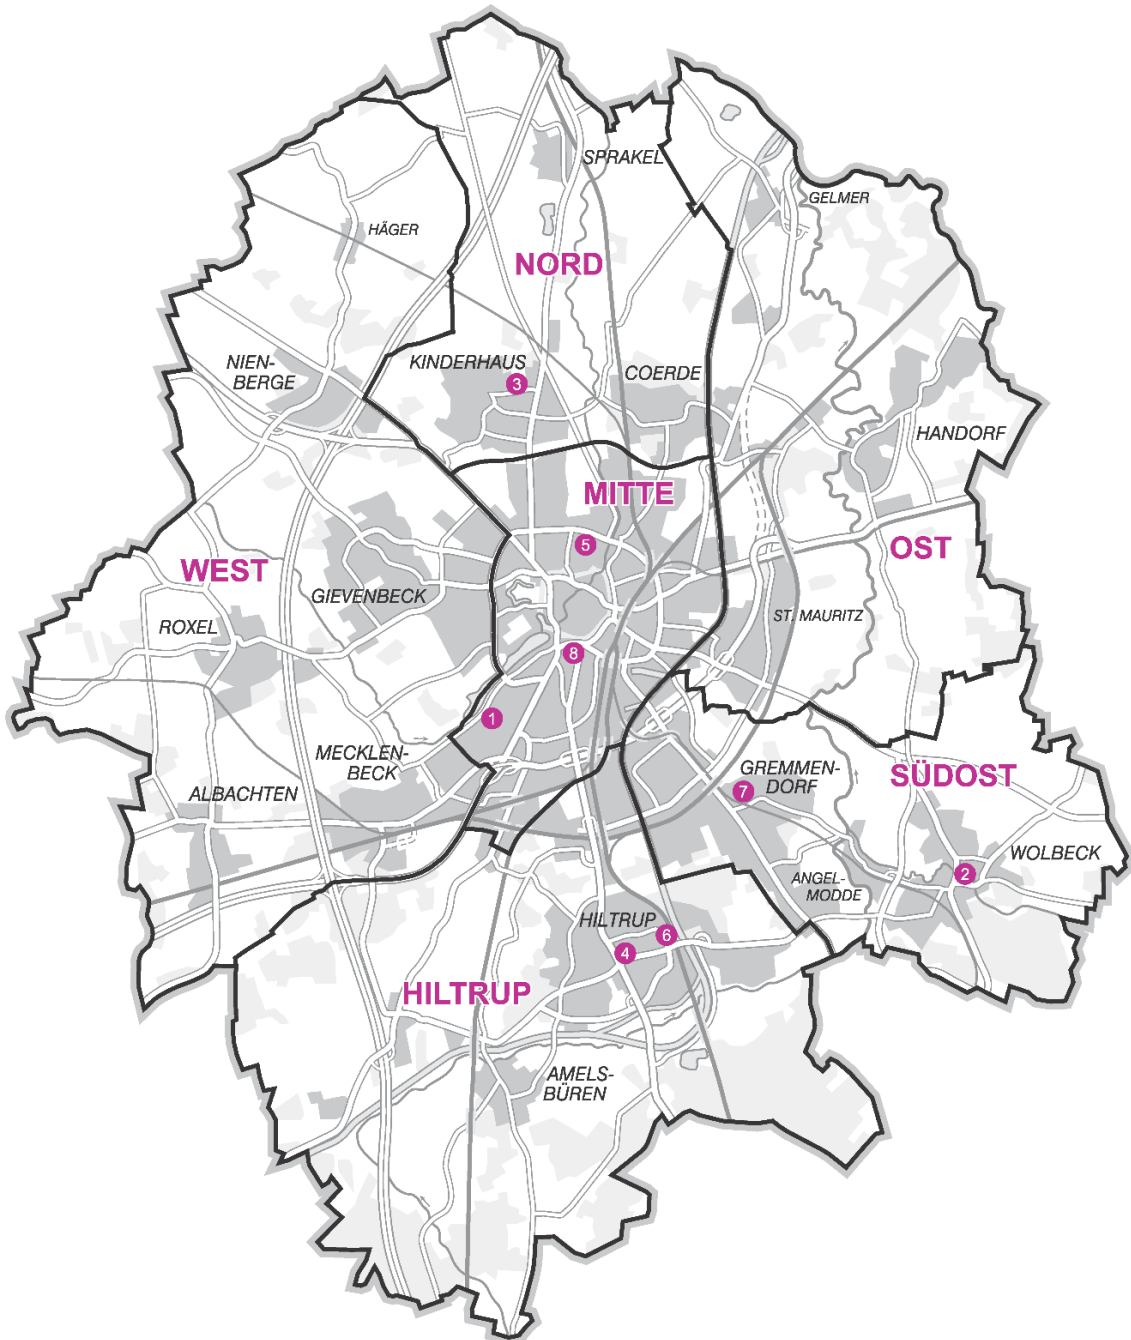 SPRAKEL
GELMER
HÄGER
NORD
NIEN-
BERGE
KINDERHAUS
3
COERDE
HANDORF
MITTE
5
OST
WEST
GIEVENBECK
ROXEL
ST. MAURITZ
8
1
MECKLEN-
BECK
ALBACHTEN
GREMMEN-
DORF
7
SÜDOST
WOLBECK
2
ANGEL-
MODDE
HILTRUP
6
4
HILTRUP
AMELS-
BÜREN